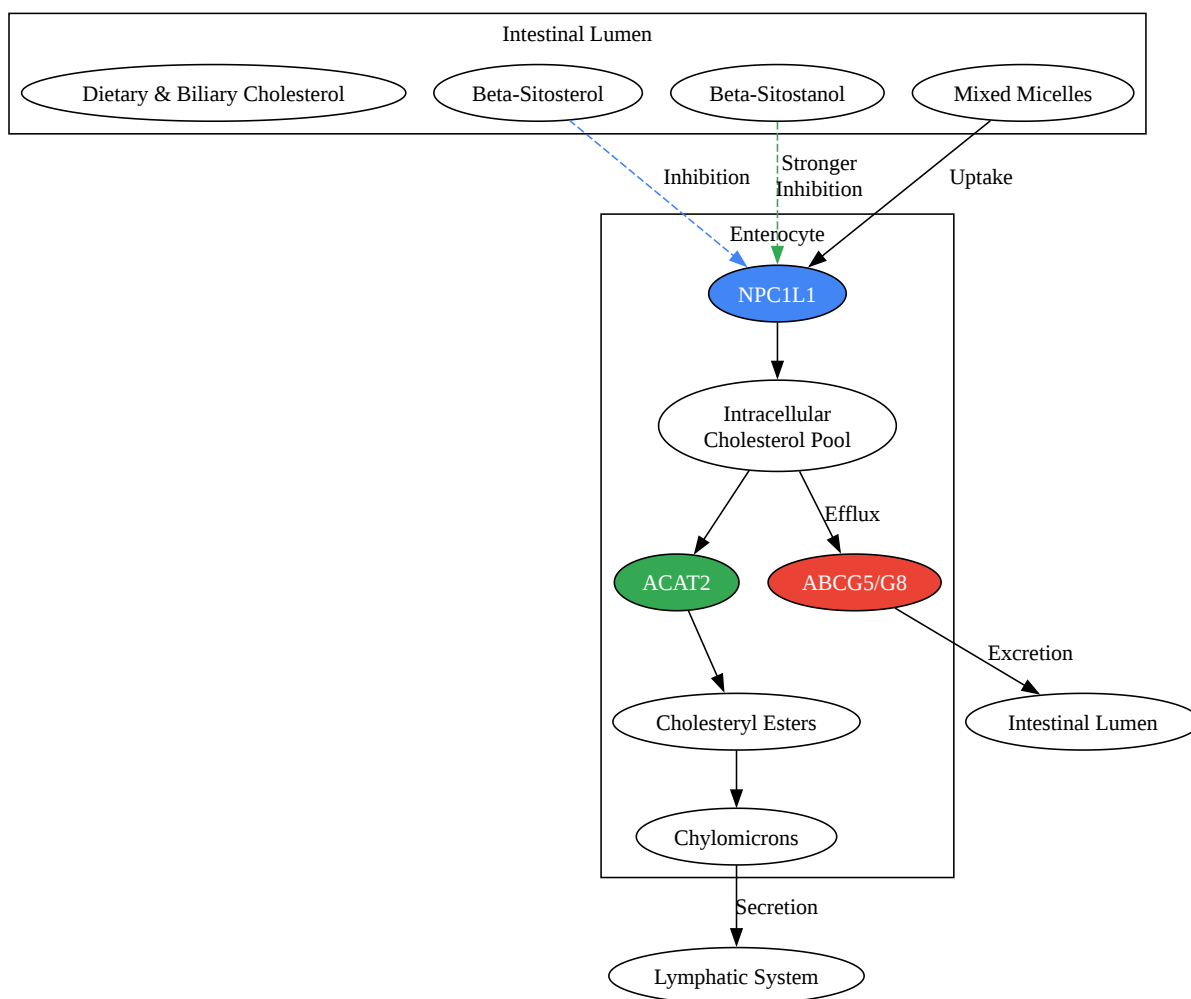 Intestinal Lumen
Dietary & Biliary Cholesterol
Beta-Sitosterol
Beta-Sitostanol
Mixed Micelles
Inhibition
Stronger
Inhibition
Uptake
Enterocyte
NPC1L1
Intracellular
Cholesterol Pool
Efflux
ACAT2
ABCG5/G8
Excretion
Cholesteryl Esters
Intestinal Lumen
Chylomicrons
Secretion
Lymphatic System